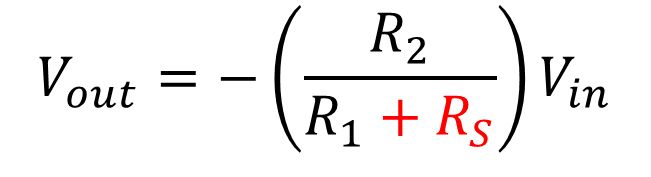 V_out = −(R_2 / (R_1 + R_S)) V_in